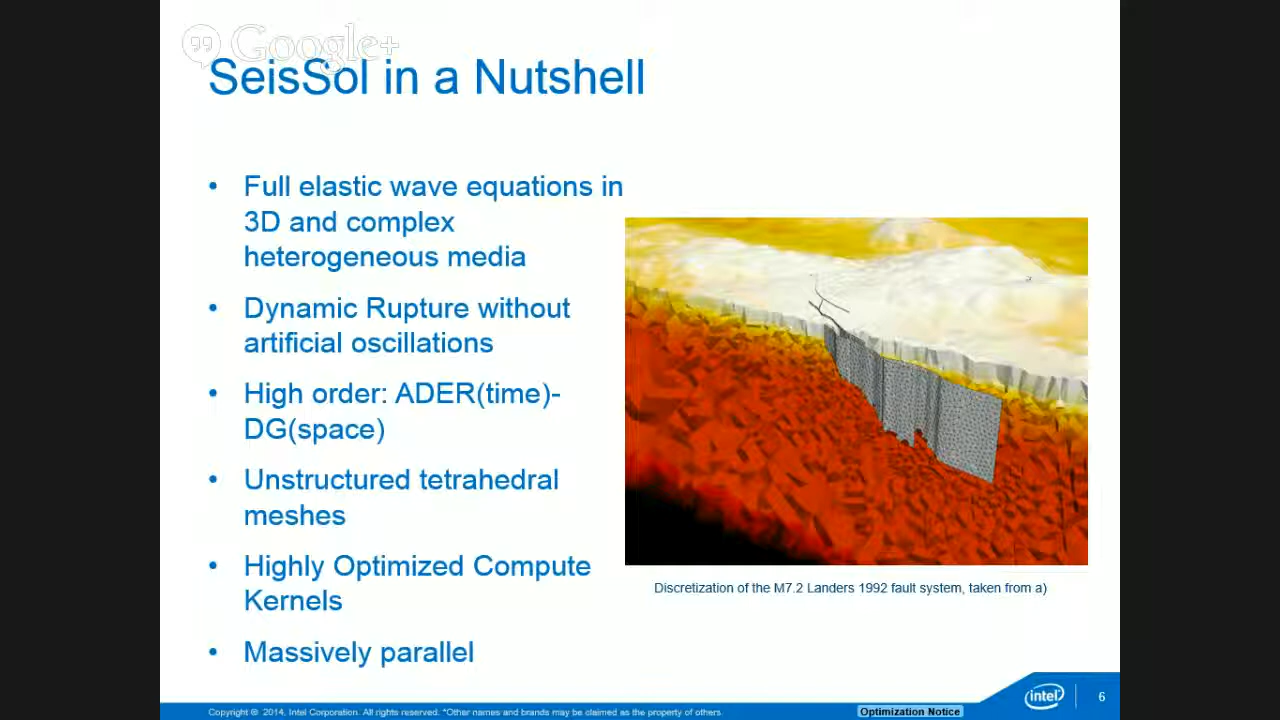 Google+
SeisSol in a Nutshell
• Full elastic wave equations in
3D and complex
heterogeneous media
• Dynamic Rupture without
artificial oscillations
• High order: ADER(time)-
DG(space)
• Unstructured tetrahedral
meshes
• Highly Optimized Compute
Kernels
• Massively parallel
Discretization of the M7.2 Landers 1992 fault system, taken from a)
Copyright © 2014, Intel Corporation. All rights reserved. *Other names and brands may be claimed as the property of others.
Optimization Notice
intel
6